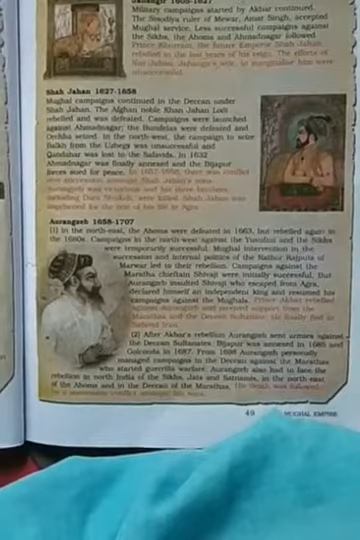 Jahangir 1605-1627
Military campaigns started by Akbar continued.
The Sisodiya ruler of Mewar, Amar Singh, accepted
Mughal service. Less successful campaigns against
the Sikhs, the Ahoms and Ahmadnagar followed
Prince Khurram, the future Emperor Shah Jahan
rebelled in the last years of his reign. The efforts of
Nur Jahan, Jahangir's wife, to marginalise him were
unsuccessful.
Shah Jahan 1627-1658
Mughal campaigns continued in the Deccan under
Shah Jahan. The Afghan noble Khan Jahan Lodi
rebelled and was defeated. Campaigns were launched
against Ahmadnagar; the Bundelas were defeated and
Orchha seized. In the north-west, the campaign to seize
Balkh from the Uzbegs was unsuccessful and
Qandahar was lost to the Safavids. In 1632
Ahmadnagar was finally annexed and the Bijapur
forces sued for peace. In 1657-1658, there was conflict
over succession amongst Shah Jahan's sons.
Aurangzeb was victorious and his three brothers,
including Dara Shukoh, were killed. Shah Jahan was
imprisoned for the rest of his life in Agra.
Aurangzeb 1658-1707
(1) In the north-east, the Ahoms were defeated in 1663, but rebelled again in
the 1680s. Campaigns in the north-west against the Yusufzai and the Sikhs
were temporarily successful. Mughal intervention in the
succession and internal politics of the Rathor Rajputs of
Marwar led to their rebellion. Campaigns against the
Maratha chieftain Shivaji were initially successful. But
Aurangzeb insulted Shivaji who escaped from Agra,
declared himself an independent king and resumed his
campaigns against the Mughals. Prince Akbar rebelled
against Aurangzeb and received support from the
Marathas and the Deccan Sultanates. He finally fled to
Safavid Iran.
(2) After Akbar's rebellion Aurangzeb sent armies against
the Deccan Sultanates. Bijapur was annexed in 1685 and
Golconda in 1687. From 1698 Aurangzeb personally
managed campaigns in the Deccan against the Marathas
who started guerrilla warfare. Aurangzeb also had to face the
rebellion in north India of the Sikhs, Jats and Satnamis, in the north-east
of the Ahoms and in the Deccan of the Marathas. His death was followed
by a succession conflict amongst his sons.
49 MUGHAL EMPIRE